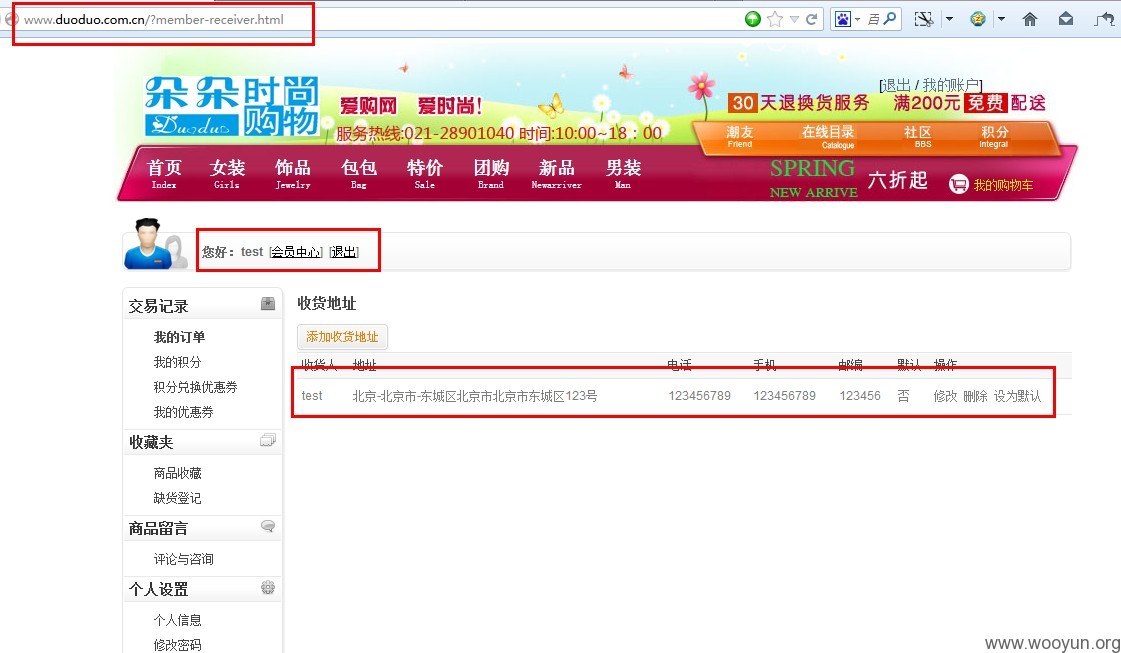 www.duoduo.com.cn/?member-receiver.html
百
[退出 / 我的账户]
朵朵时尚购物
Duoduo
爱购网 爱时尚!
30天退换货服务 满200元免费配送
服务热线:021-28901040 时间:10:00~18：00
潮友 在线目录 社区 积分
Friend Catalogue BBS Integral
首页 女装 饰品 包包 特价 团购 新品 男装
Index Girls Jewelry Bag Sale Brand Newarriver Man
SPRING
NEW ARRIVE
六折起
我的购物车
您好：test [会员中心] [退出]
交易记录
我的订单
我的积分
积分兑换优惠券
我的优惠券
收藏夹
商品收藏
缺货登记
商品留言
评论与咨询
个人设置
个人信息
修改密码
收货地址
添加收货地址
收货人 地址 电话 手机 邮编 默认 操作
test 北京-北京市-东城区北京市北京市东城区123号 123456789 123456789 123456 否 修改 删除 设为默认
www.wooyun.org